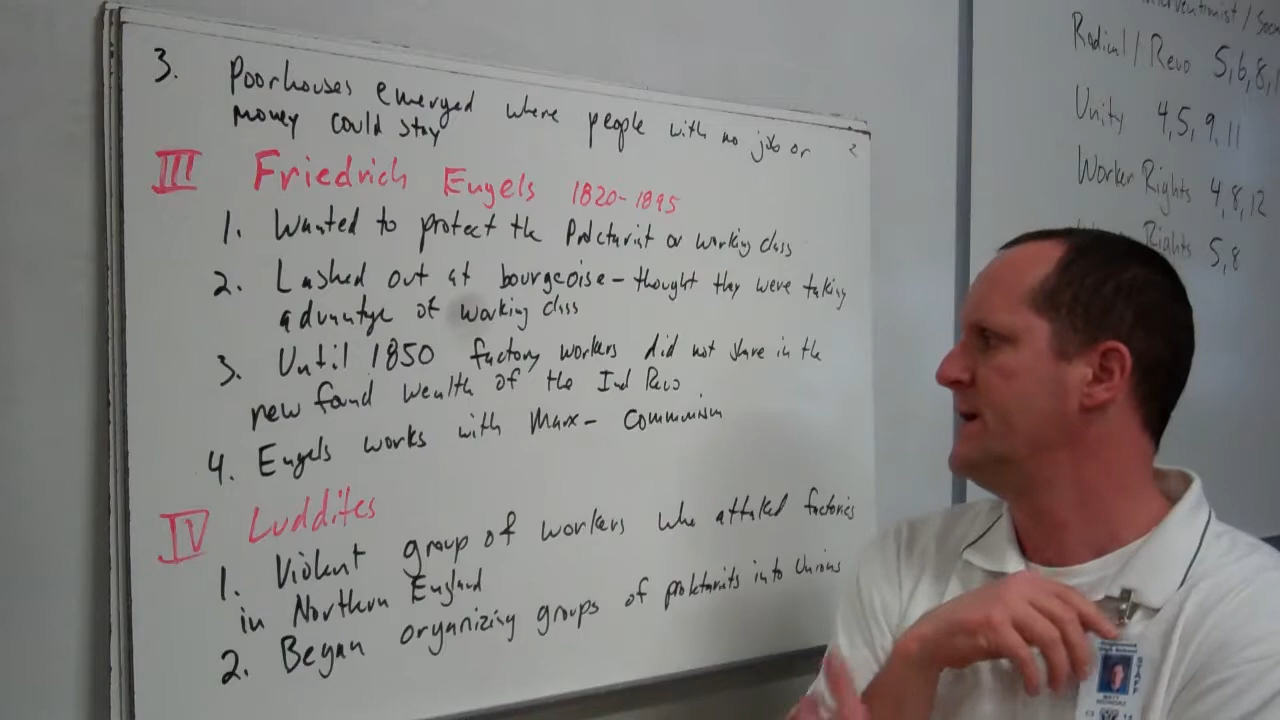 3. Poorhouses emerged where people with no job or
money could stay
2
III Friedrich Engels 1820-1895
1. Wanted to protect the Proletariat or working class
2. Lashed out at bourgeoise - thought they were taking
advantage of working class
3. Until 1850 factory workers did not share in the
new found wealth of the Ind Revo
4. Engels works with Marx - Communism
IV Luddites
1. Violent group of workers who attaked factories
in Northern England
2. Began organizing groups of proletariats into Unions
Radical / Revo 5, 6, 8, 1
Unity 4, 5, 9, 11
Worker Rights 4, 8, 12
Rights 5, 8
STAFF